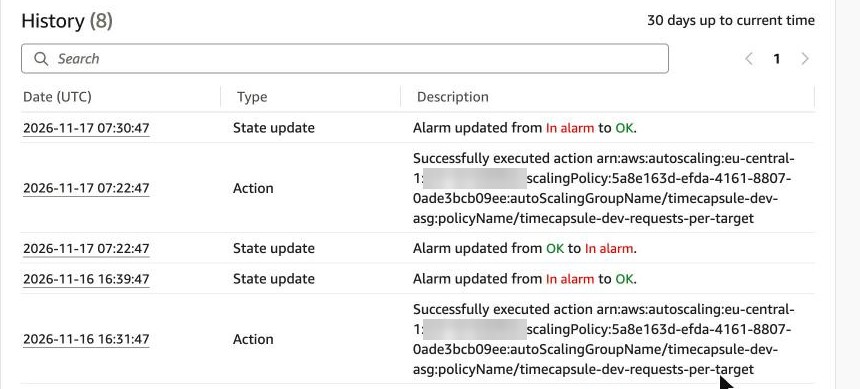 History (8)
30 days up to current time
Search
1
Date (UTC)
Type
Description
2026-11-17 07:30:47
State update
Alarm updated from In alarm to OK.
2026-11-17 07:22:47
Action
Successfully executed action arn:aws:autoscaling:eu-central-
1: scalingPolicy:5a8e163d-efda-4161-8807-
0ade3bcb09ee:autoScalingGroupName/timecapsule-dev-
asg:policyName/timecapsule-dev-requests-per-target
2026-11-17 07:22:47
State update
Alarm updated from OK to In alarm.
2026-11-16 16:39:47
State update
Alarm updated from In alarm to OK.
2026-11-16 16:31:47
Action
Successfully executed action arn:aws:autoscaling:eu-central-
1: scalingPolicy:5a8e163d-efda-4161-8807-
0ade3bcb09ee:autoScalingGroupName/timecapsule-dev-
asg:policyName/timecapsule-dev-requests-per-target